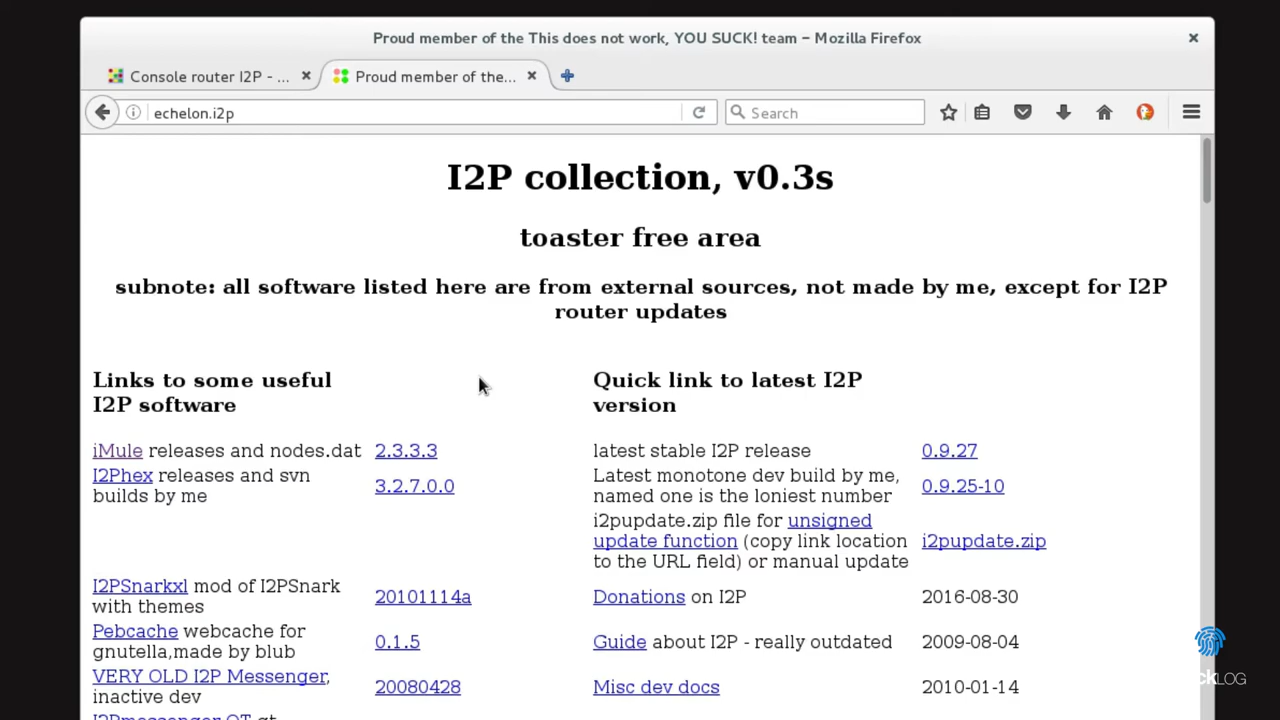 Proud member of the This does not work, YOU SUCK! team – Mozilla Firefox
Console router I2P - ...
Proud member of the...
echelon.i2p
Search
I2P collection, v0.3s
toaster free area
subnote: all software listed here are from external sources, not made by me, except for I2P
router updates
Links to some useful
I2P software
iMule releases and nodes.dat 2.3.3.3
I2Phex releases and svn
builds by me
3.2.7.0.0
I2PSnarkxl mod of I2PSnark
with themes
20101114a
Pebcache webcache for
gnutella,made by blub
0.1.5
VERY OLD I2P Messenger,
inactive dev
20080428
I2Pmessenger QT at
Quick link to latest I2P
version
latest stable I2P release 0.9.27
Latest monotone dev build by me,
named one is the loniest number
0.9.25-10
i2pupdate.zip file for unsigned
update function (copy link location
to the URL field) or manual update
i2pupdate.zip
Donations on I2P 2016-08-30
Guide about I2P - really outdated 2009-08-04
Misc dev docs 2010-01-14
ckLOG